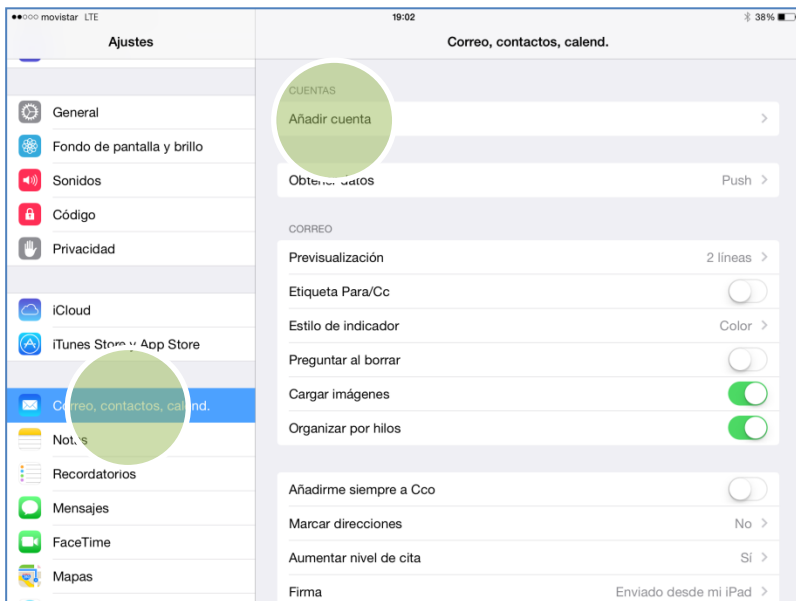 movistar LTE 19:02 38%
Ajustes
General
Fondo de pantalla y brillo
Sonidos
Código
Privacidad
iCloud
iTunes Store y App Store
Correo, contactos, calend.
Notas
Recordatorios
Mensajes
FaceTime
Mapas
Correo, contactos, calend.
CUENTAS
Añadir cuenta
Obtener datos Push
CORREO
Previsualización 2 líneas
Etiqueta Para/Cc
Estilo de indicador Color
Preguntar al borrar
Cargar imágenes
Organizar por hilos
Añadirme siempre a Cco
Marcar direcciones No
Aumentar nivel de cita Sí
Firma Enviado desde mi iPad